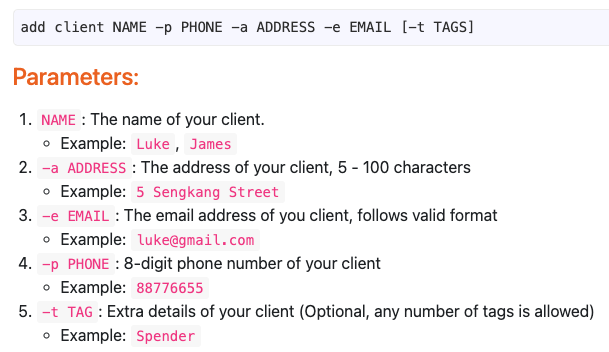 add client NAME -p PHONE -a ADDRESS -e EMAIL [-t TAGS]
Parameters:
1. NAME : The name of your client.
Example: Luke , James
2. -a ADDRESS : The address of your client, 5 - 100 characters
Example: 5 Sengkang Street
3. -e EMAIL : The email address of you client, follows valid format
Example: luke@gmail.com
4. -p PHONE : 8-digit phone number of your client
Example: 88776655
5. -t TAG : Extra details of your client (Optional, any number of tags is allowed)
Example: Spender